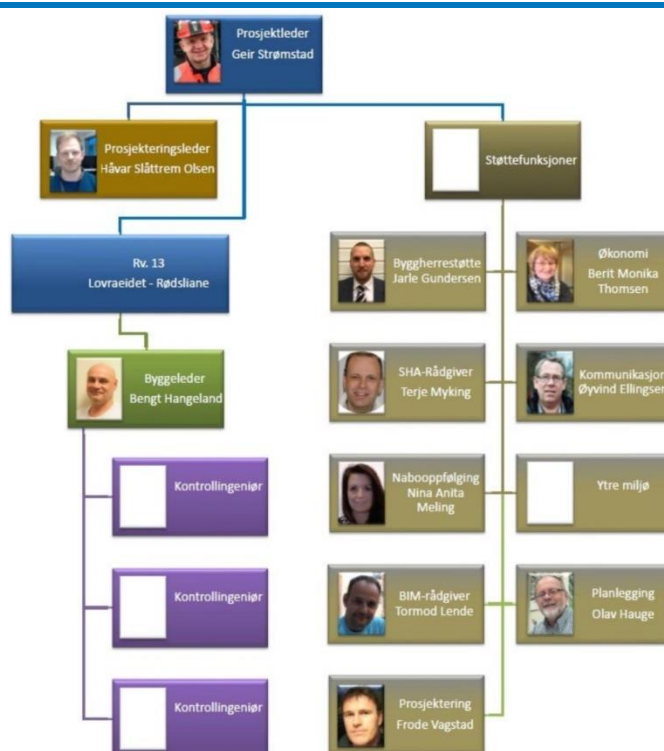 Prosjektleder
Geir Strømstad
Prosjekteringsleder
Håvar Slåttrem Olsen
Støttefunksjoner
Rv. 13
Lovraeidet - Rødsliane
Byggherrestøtte
Jarle Gundersen
Økonomi
Berit Monika
Thomsen
Byggeleder
Bengt Hangeland
SHA-Rådgiver
Terje Myking
Kommunikasjon
Øyvind Ellingsen
Kontrollingeniør
Nabooppfølging
Nina Anita
Meling
Ytre miljø
Kontrollingeniør
BIM-rådgiver
Tormod Lende
Planlegging
Olav Hauge
Kontrollingeniør
Prosjektering
Frode Vagstad